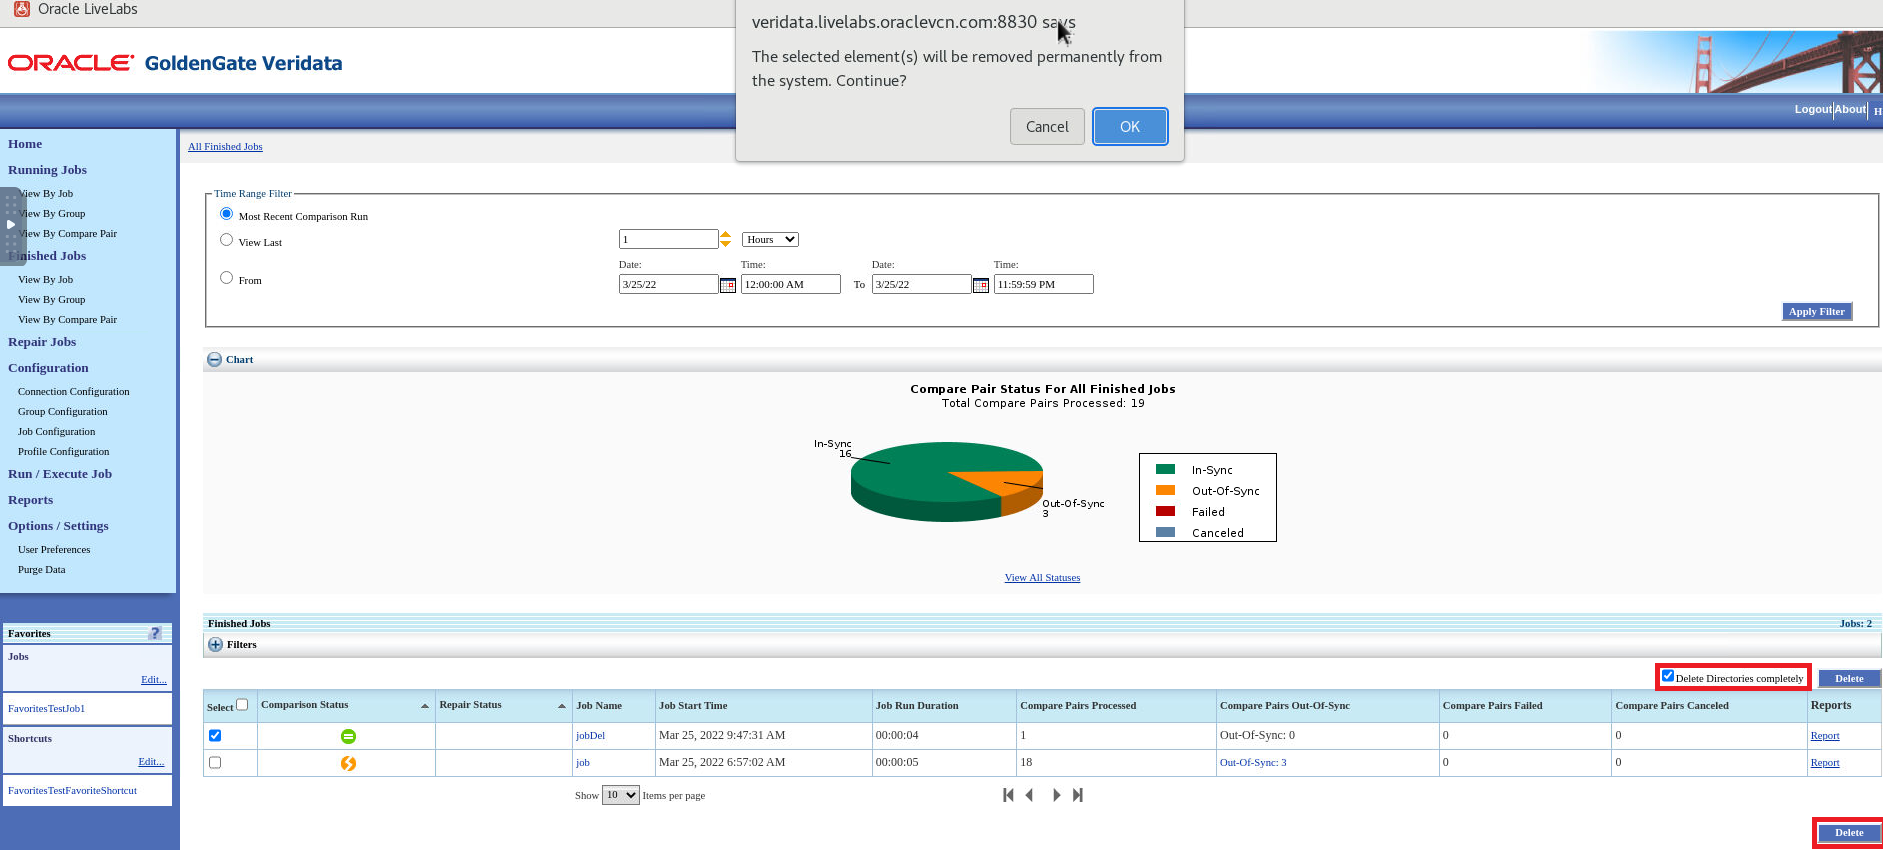 Oracle LiveLabs
veridata.livelabs.oraclevcn.com:8830 says
The selected element(s) will be removed permanently from
the system. Continue?
Cancel OK
ORACLE GoldenGate Veridata
Logout About H
Home
Running Jobs
View By Job
View By Group
View By Compare Pair
Finished Jobs
View By Job
View By Group
View By Compare Pair
Repair Jobs
Configuration
Connection Configuration
Group Configuration
Job Configuration
Profile Configuration
Run / Execute Job
Reports
Options / Settings
User Preferences
Purge Data
Favorites ?
Jobs
Edit...
FavoritesTestJob1
Shortcuts
Edit...
FavoritesTestFavoriteShortcut
All Finished Jobs
Time Range Filter
Most Recent Comparison Run
View Last 1 Hours
Date: Time: Date: Time:
From 3/25/22 12:00:00 AM To 3/25/22 11:59:59 PM
Apply Filter
Chart
Compare Pair Status For All Finished Jobs
Total Compare Pairs Processed: 19
In-Sync
16
Out-Of-Sync
3
In-Sync
Out-Of-Sync
Failed
Canceled
View All Statuses
Finished Jobs Jobs: 2
Filters
Delete Directories completely Delete
Select Comparison Status Repair Status Job Name Job Start Time Job Run Duration Compare Pairs Processed Compare Pairs Out-Of-Sync Compare Pairs Failed Compare Pairs Canceled Reports
jobDel Mar 25, 2022 9:47:31 AM 00:00:04 1 Out-Of-Sync: 0 0 0 Report
job Mar 25, 2022 6:57:02 AM 00:00:05 18 Out-Of-Sync: 3 0 0 Report
Show 10 Items per page
Delete